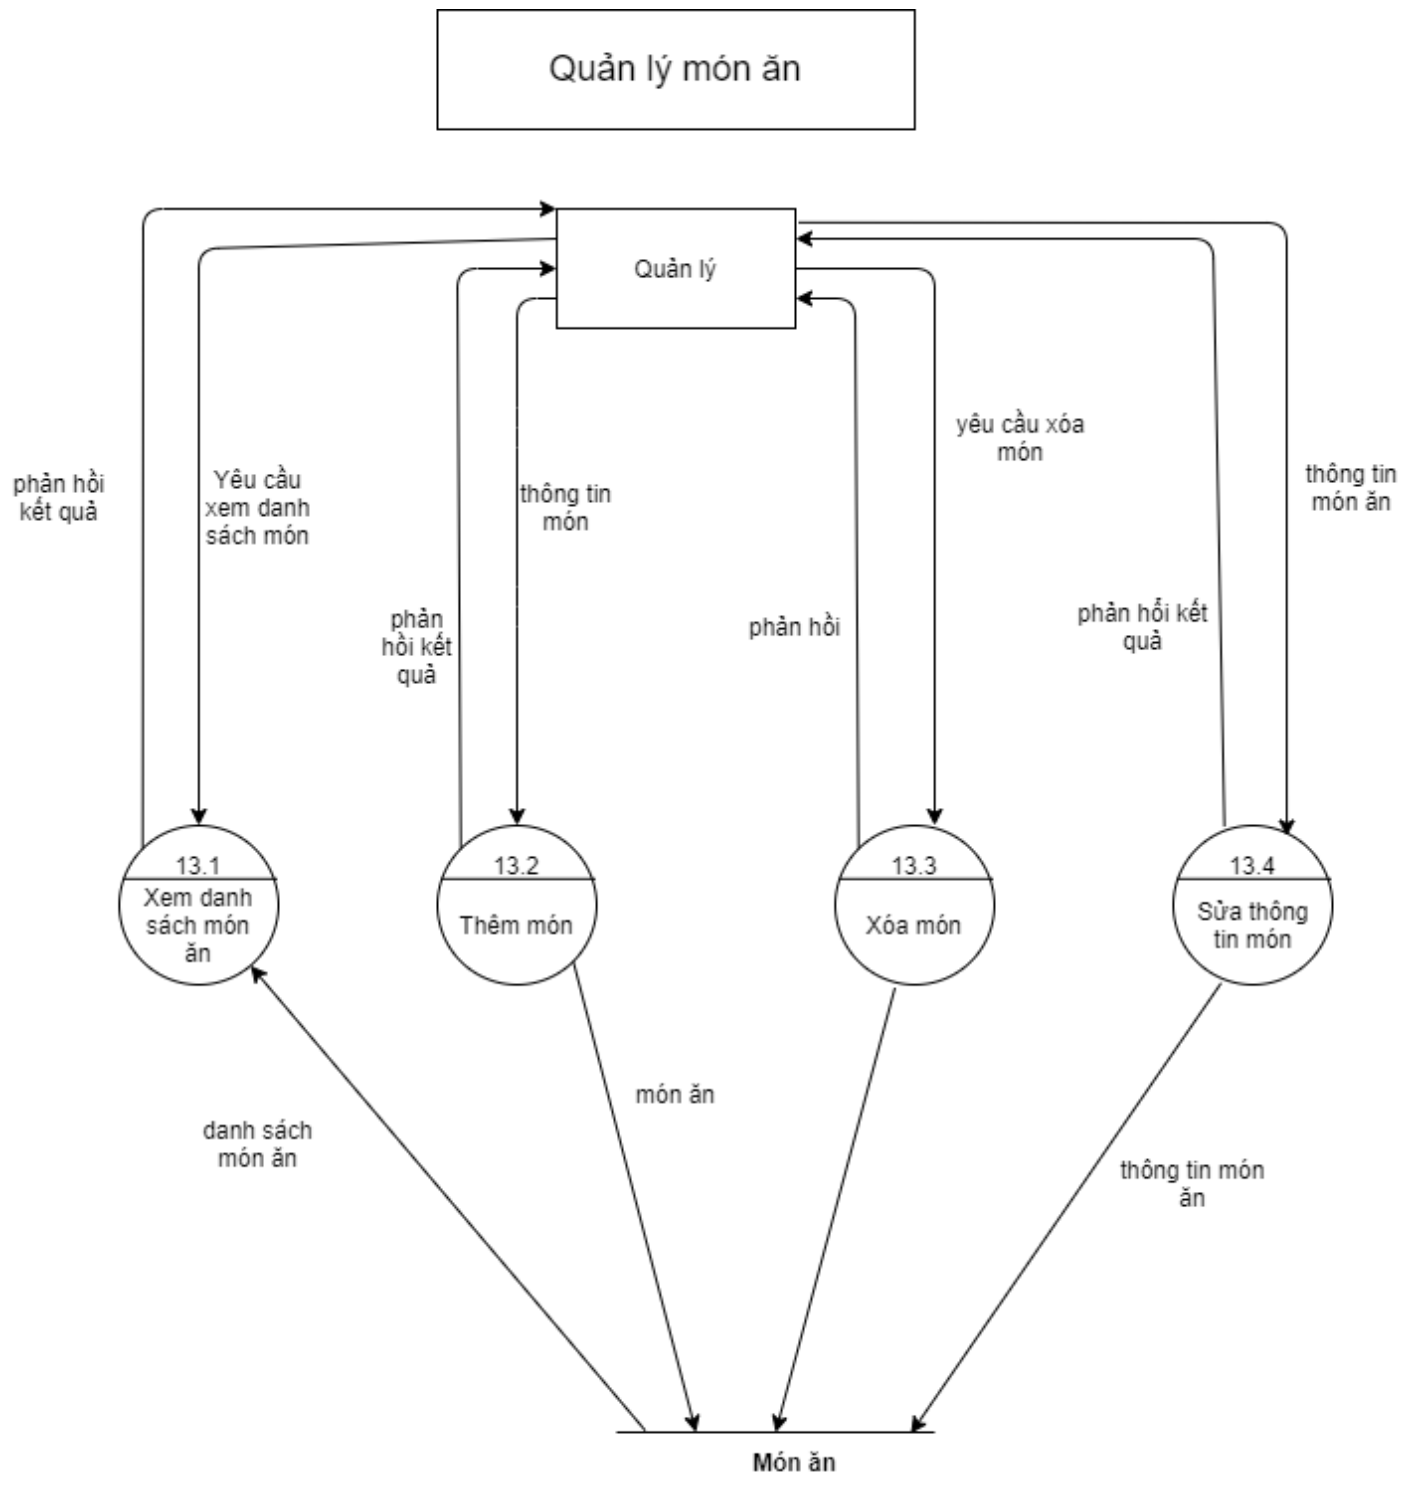 Quản lý món ăn
Quản lý
phản hồi
kết quả
Yêu cầu
xem danh
sách món
thông tin
món
phản
hồi kết
quả
phản hồi
yêu cầu xóa
món
phản hổi kết
quả
thông tin
món ăn
13.1
Xem danh
sách món
ăn
13.2
Thêm món
13.3
Xóa món
13.4
Sửa thông
tin món
danh sách
món ăn
món ăn
thông tin món
ăn
Món ăn